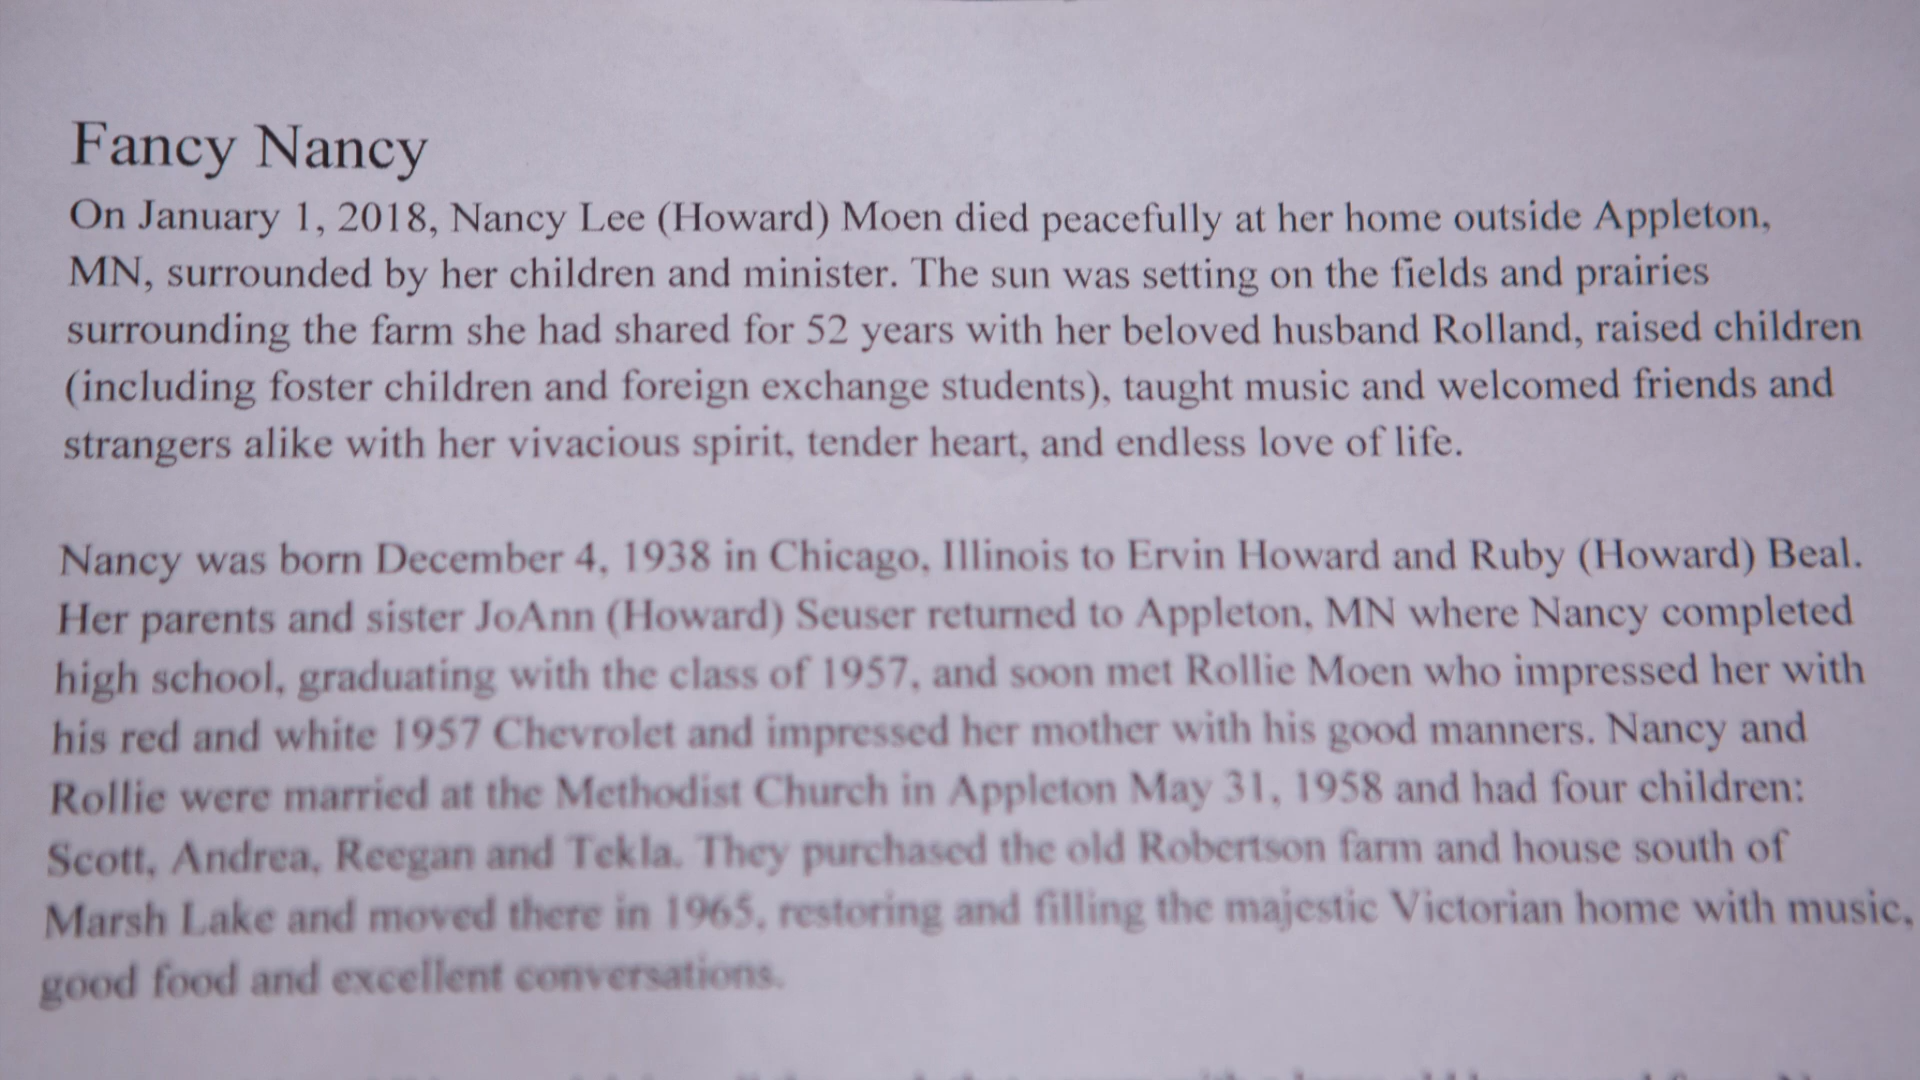 Fancy Nancy
On January 1, 2018, Nancy Lee (Howard) Moen died peacefully at her home outside Appleton,
MN, surrounded by her children and minister. The sun was setting on the fields and prairies
surrounding the farm she had shared for 52 years with her beloved husband Rolland, raised children
(including foster children and foreign exchange students), taught music and welcomed friends and
strangers alike with her vivacious spirit, tender heart, and endless love of life.
Nancy was born December 4, 1938 in Chicago, Illinois to Ervin Howard and Ruby (Howard) Beal.
Her parents and sister JoAnn (Howard) Seuser returned to Appleton, MN where Nancy completed
high school, graduating with the class of 1957, and soon met Rollie Moen who impressed her with
his red and white 1957 Chevrolet and impressed her mother with his good manners. Nancy and
Rollie were married at the Methodist Church in Appleton May 31, 1958 and had four children:
Scott, Andrea, Reegan and Tekla. They purchased the old Robertson farm and house south of
Marsh Lake and moved there in 1965, restoring and filling the majestic Victorian home with music,
good food and excellent conversations.